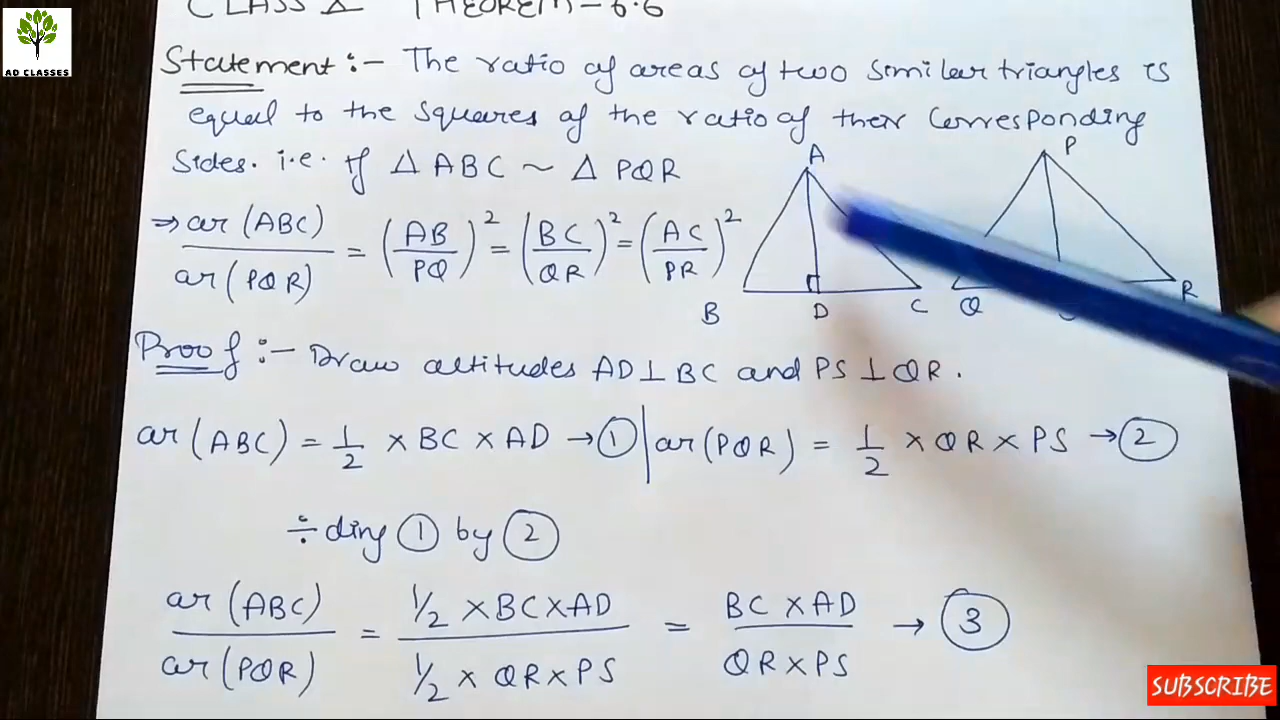 AD CLASSES
CLASS X THEOREM-6.6
Statement :- The ratio of areas of two similar triangles is
equal to the squares of the ratio of their corresponding
sides. i.e. if △ ABC ~ △ PQR
⇒ ar (ABC) / ar (PQR) = (AB/PQ)² = (BC/QR)² = (AC/PR)²
A
B D C
P
Q R
Proof :- Draw altitudes AD⊥BC and PS⊥QR.
ar (ABC) = 1/2 × BC × AD → ① | ar (PQR) = 1/2 × QR × PS → ②
÷ding ① by ②
ar (ABC) / ar (PQR) = 1/2 × BC × AD / 1/2 × QR × PS = BC × AD / QR × PS → ③
SUBSCRIBE